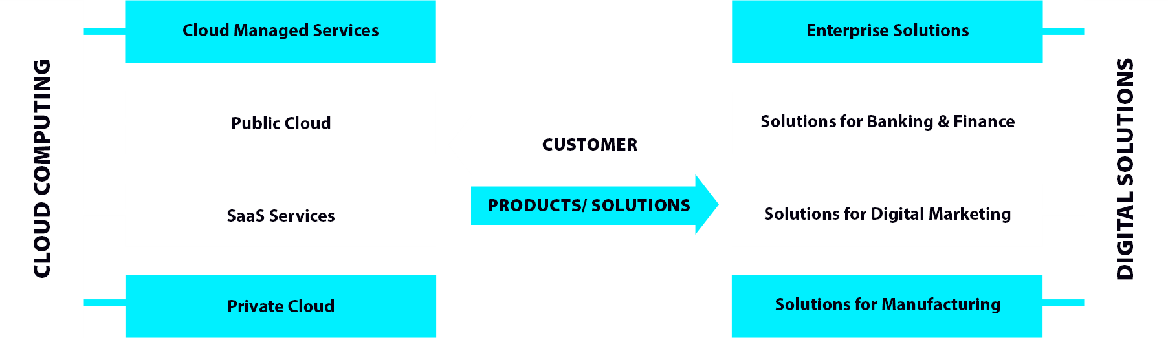 CLOUD COMPUTING
Cloud Managed Services
Public Cloud
SaaS Services
Private Cloud
CUSTOMER
PRODUCTS/ SOLUTIONS
Enterprise Solutions
Solutions for Banking & Finance
Solutions for Digital Marketing
Solutions for Manufacturing
DIGITAL SOLUTIONS